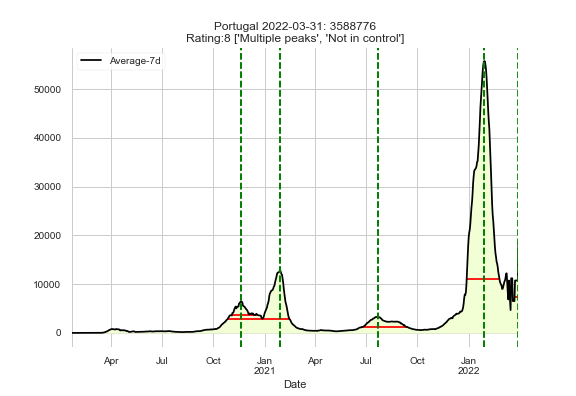 Portugal 2022-03-31: 3588776
Rating:8 ['Multiple peaks', 'Not in control']
Average-7d
50000
40000
30000
20000
10000
0
Apr Jul Oct Jan Apr Jul Oct Jan
2021 2022
Date